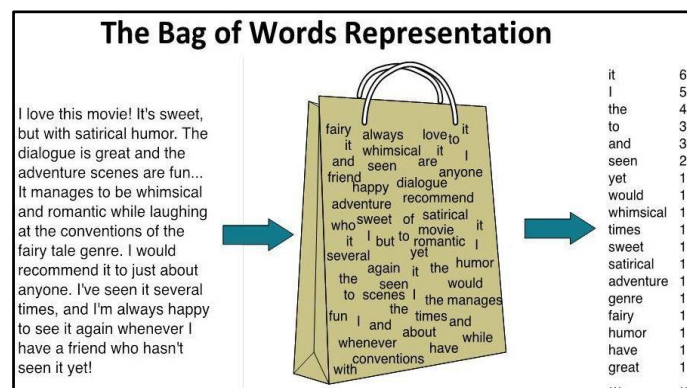 The Bag of Words Representation
I love this movie! It's sweet,
but with satirical humor. The
dialogue is great and the
adventure scenes are fun...
It manages to be whimsical
and romantic while laughing
at the conventions of the
fairy tale genre. I would
recommend it to just about
anyone. I've seen it several
times, and I'm always happy
to see it again whenever I
have a friend who hasn't
seen it yet!
fairy always love to it
it whimsical it I
and seen are anyone
friend happy dialogue
adventure recommend
who sweet of satirical it
it I but to romantic movie I
several yet
again it the humor
the seen would
to scenes I the manages
fun the times and
I and about while
whenever have
conventions
with
it 6
I 5
the 4
to 3
and 3
seen 2
yet 1
would 1
whimsical 1
times 1
sweet 1
satirical 1
adventure 1
genre 1
fairy 1
humor 1
have 1
great 1